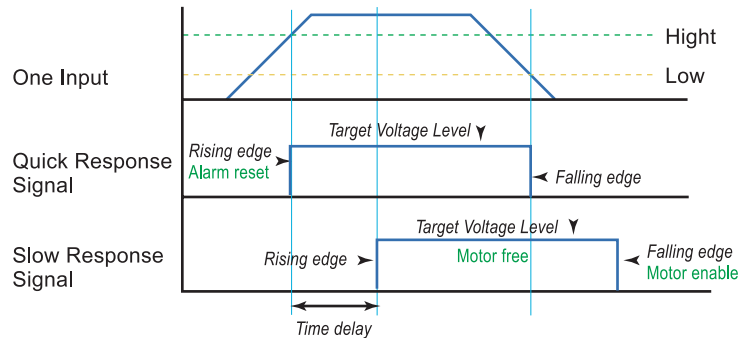 Hight
One Input
Low
Target Voltage Level
Quick Response
Signal
Rising edge
Alarm reset
Falling edge
Target Voltage Level
Slow Response
Signal
Rising edge
Motor free
Falling edge
Motor enable
Time delay